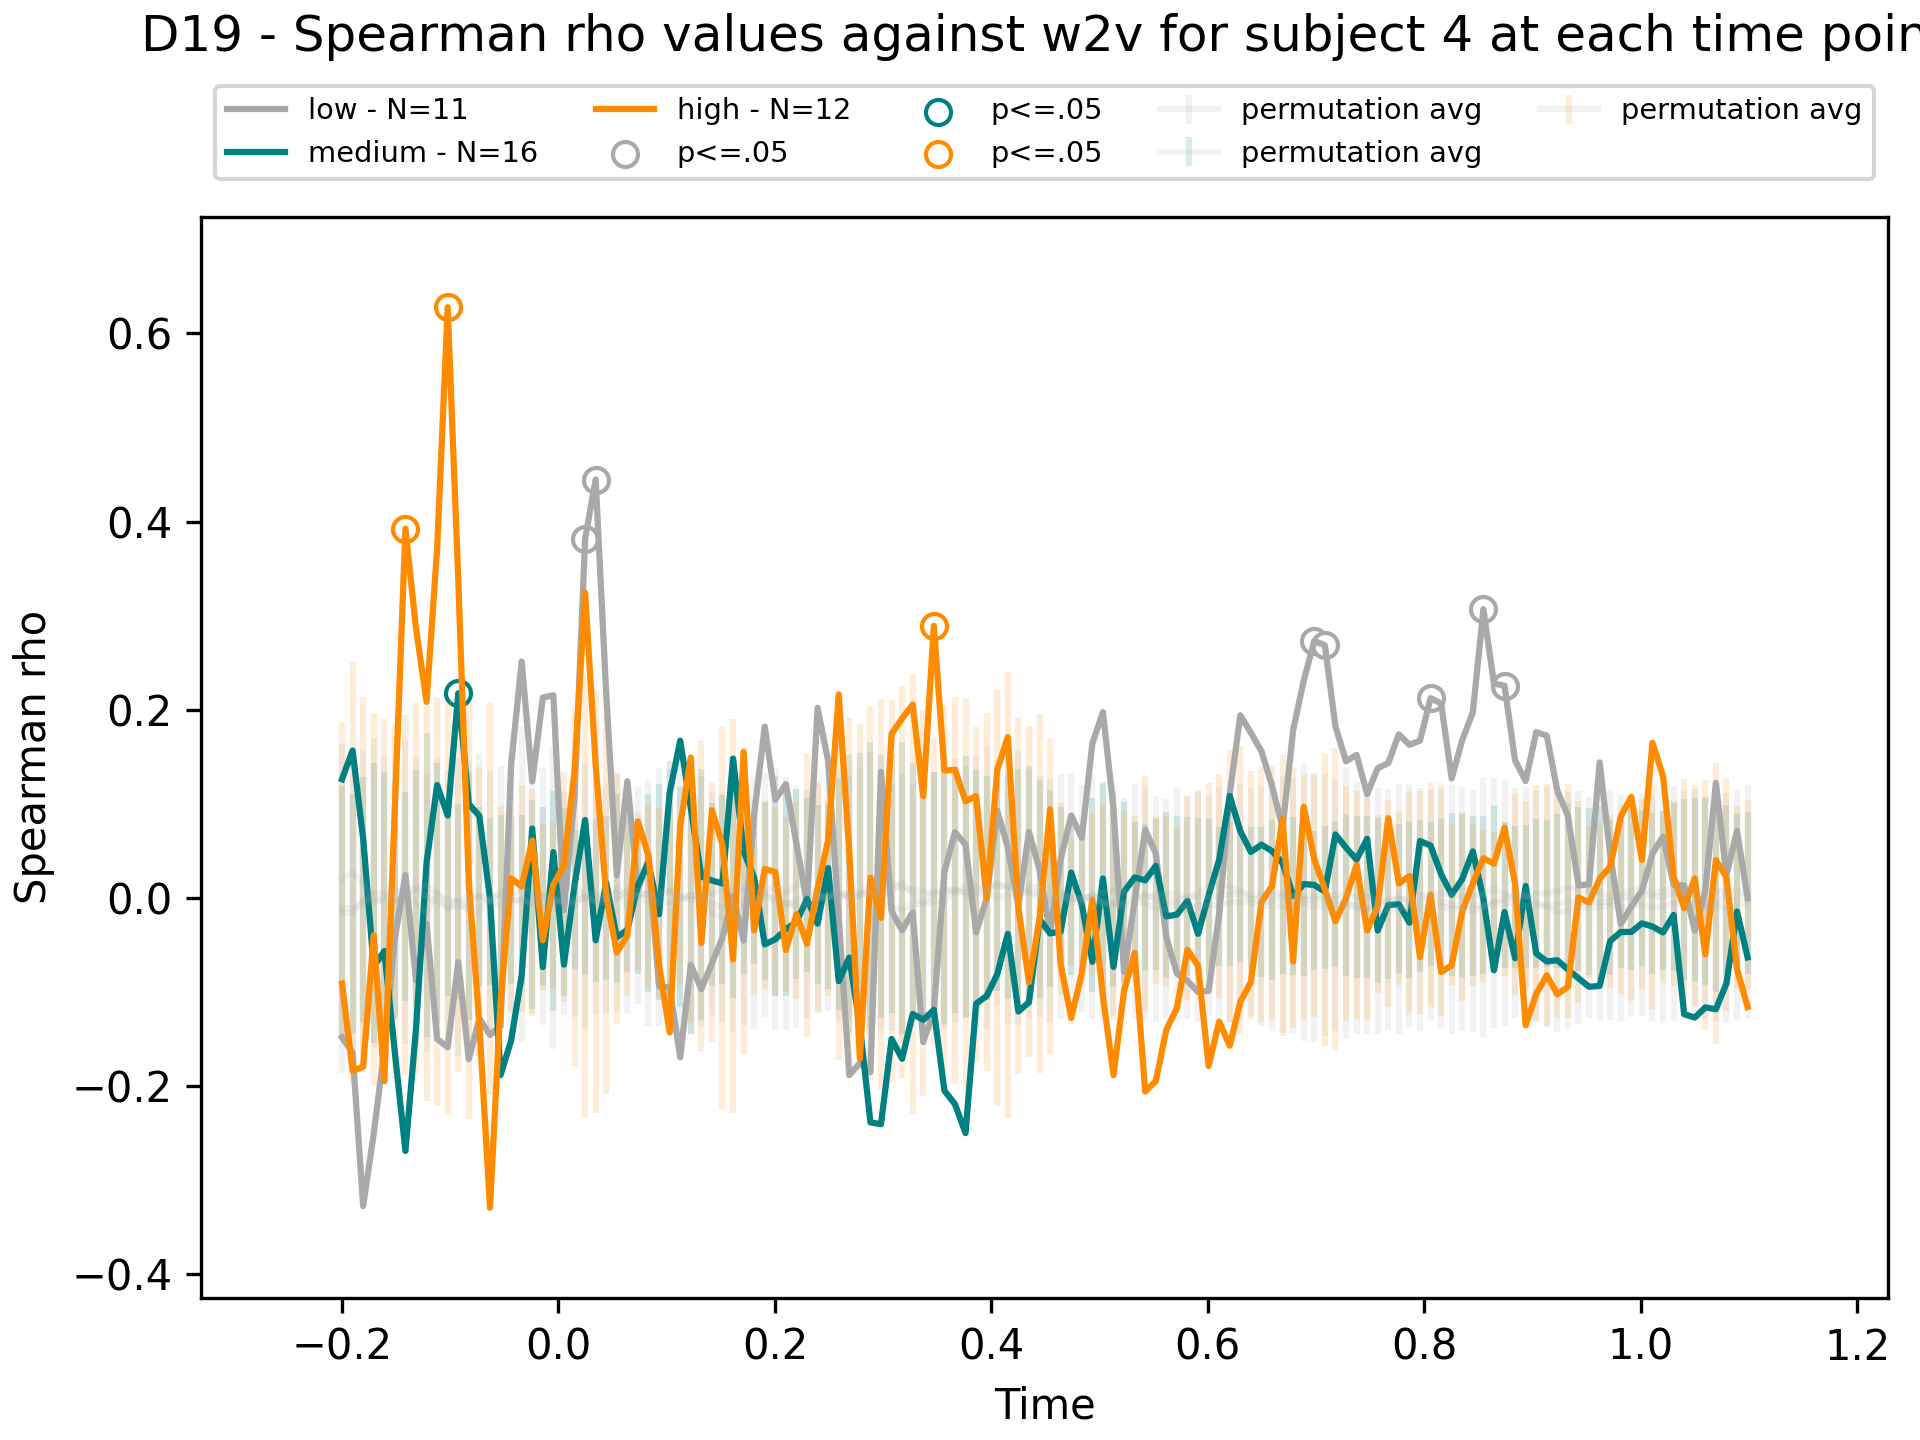 D19 - Spearman rho values against w2v for subject 4 at each time poin
low - N=11
medium - N=16
high - N=12
p<=.05
p<=.05
p<=.05
permutation avg
permutation avg
permutation avg
Spearman rho
0.6
0.4
0.2
0.0
−0.2
−0.4
−0.2 0.0 0.2 0.4 0.6 0.8 1.0 1.2
Time